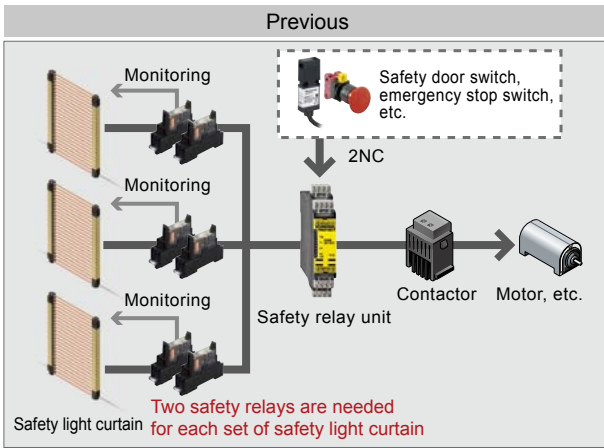 Previous
Monitoring
Safety door switch,
emergency stop switch,
etc.
2NC
Monitoring
Contactor
Motor, etc.
Safety relay unit
Monitoring
Safety light curtain
Two safety relays are needed
for each set of safety light curtain